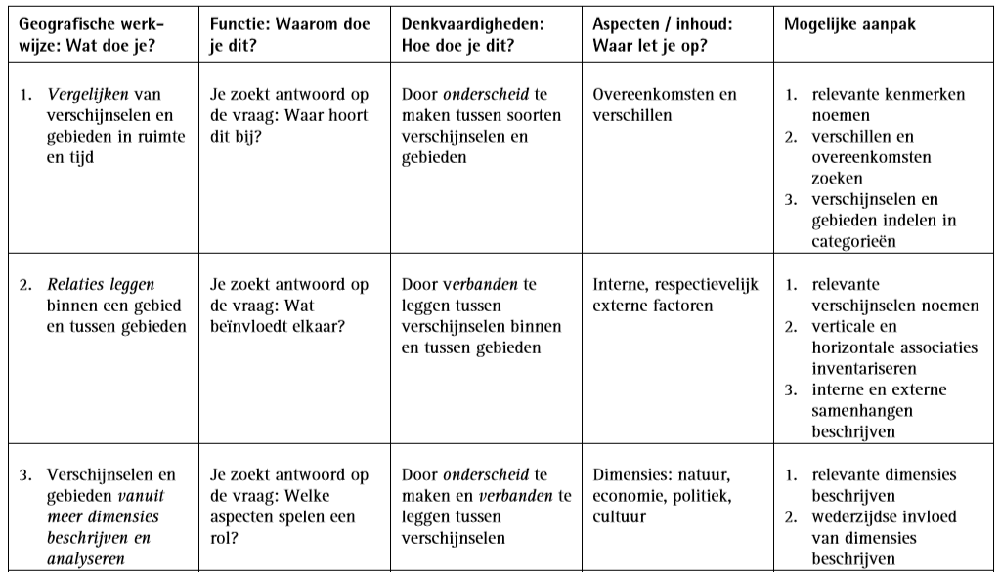 Geografische werk-
wijze: Wat doe je?
Functie: Waarom doe
je dit?
Denkvaardigheden:
Hoe doe je dit?
Aspecten / inhoud:
Waar let je op?
Mogelijke aanpak
1. Vergelijken van
verschijnselen en
gebieden in ruimte
en tijd
Je zoekt antwoord op
de vraag: Waar hoort
dit bij?
Door onderscheid te
maken tussen soorten
verschijnselen en
gebieden
Overeenkomsten en
verschillen
1. relevante kenmerken
noemen
2. verschillen en
overeenkomsten
zoeken
3. verschijnselen en
gebieden indelen in
categorieën
2. Relaties leggen
binnen een gebied
en tussen gebieden
Je zoekt antwoord op
de vraag: Wat
beïnvloedt elkaar?
Door verbanden te
leggen tussen
verschijnselen binnen
en tussen gebieden
Interne, respectievelijk
externe factoren
1. relevante
verschijnselen noemen
2. verticale en
horizontale associaties
inventariseren
3. interne en externe
samenhangen
beschrijven
3. Verschijnselen en
gebieden vanuit
meer dimensies
beschrijven en
analyseren
Je zoekt antwoord op
de vraag: Welke
aspecten spelen een
rol?
Door onderscheid te
maken en verbanden te
leggen tussen
verschijnselen
Dimensies: natuur,
economie, politiek,
cultuur
1. relevante dimensies
beschrijven
2. wederzijdse invloed
van dimensies
beschrijven